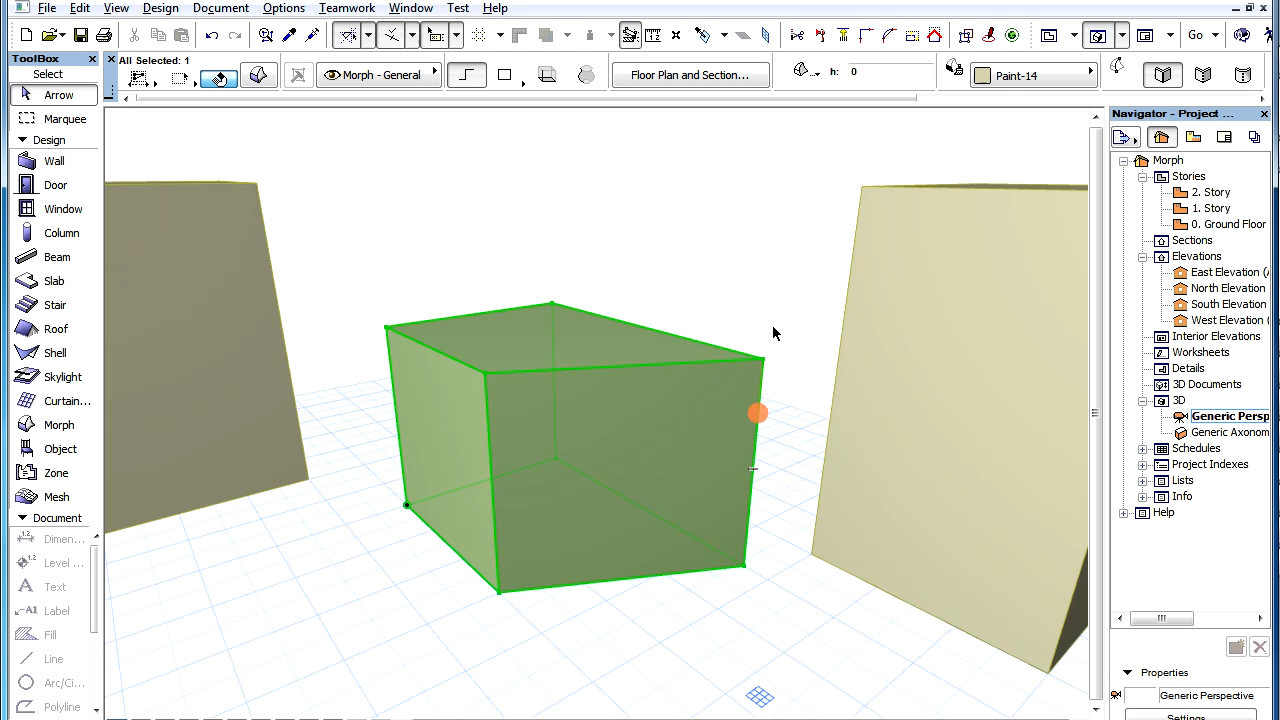 File Edit View Design Document Options Teamwork Window Test Help
Go
ToolBox
All Selected: 1
Select
Morph - General
Floor Plan and Section...
h: 0
Paint-14
Arrow
Marquee
Design
Wall
Door
Window
Column
Beam
Slab
Stair
Roof
Shell
Skylight
Curtain...
Morph
Object
Zone
Mesh
Document
Dimen...
Level ...
Text
A1 Label
Fill
Line
Arc/Ci...
Polyline
Navigator - Project ...
Morph
Stories
2. Story
1. Story
0. Ground Floor
Sections
Elevations
East Elevation (A
North Elevation
South Elevation
West Elevation (
Interior Elevations
Worksheets
Details
3D Documents
3D
Generic Persp
Generic Axonom
Schedules
Project Indexes
Lists
Info
Help
Properties
Generic Perspective
Settings...